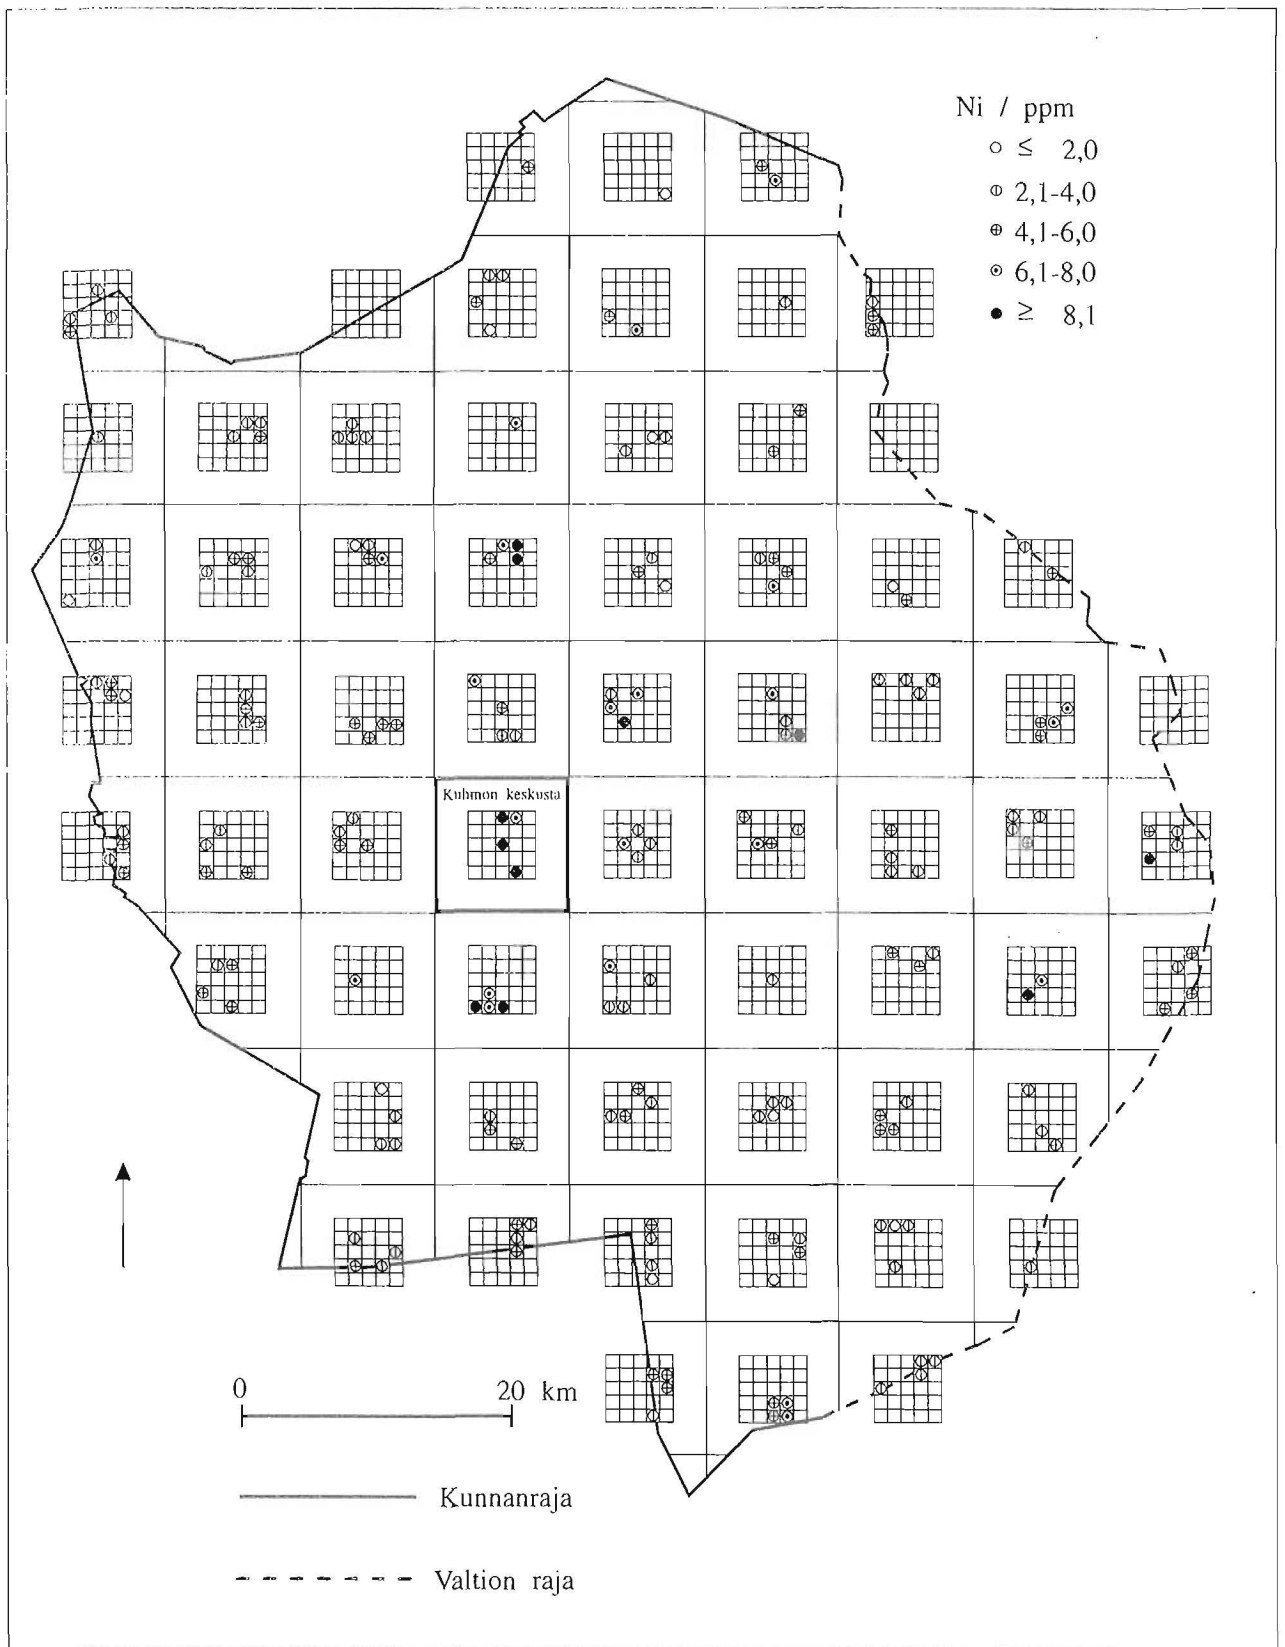 Ni / ppm
○ ≤ 2,0
⦶ 2,1-4,0
⊕ 4,1-6,0
⊙ 6,1-8,0
● ≥ 8,1
Kuhmon keskusta
0 20 km
Kunnanraja
Valtion raja